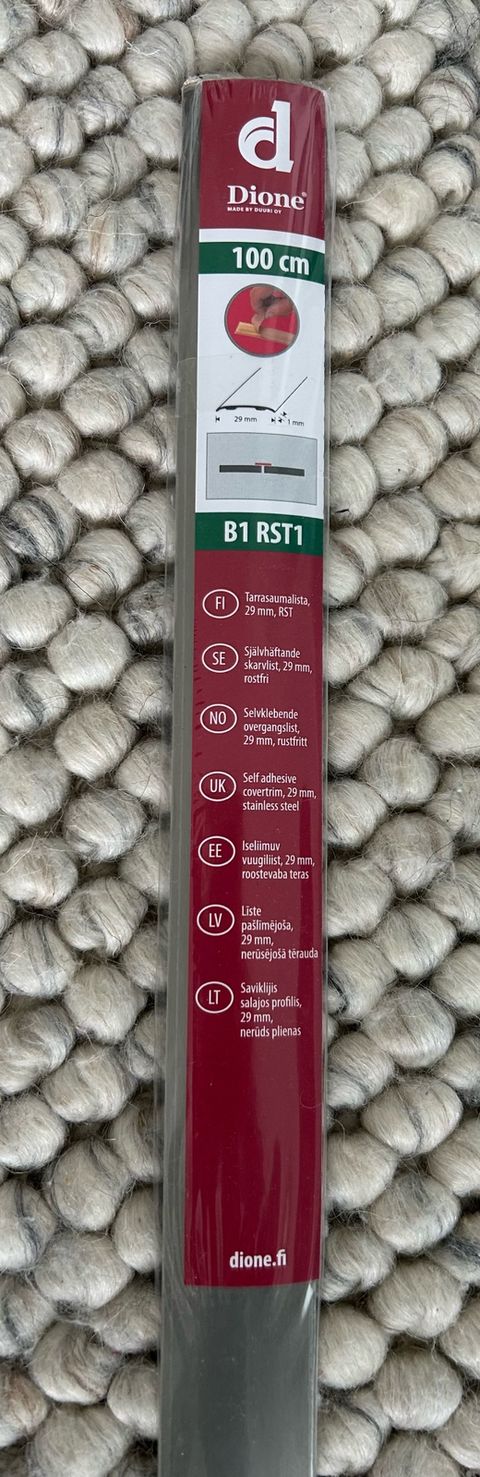 d
Dione®
MADE BY DUURI OY
100 cm
29 mm
1 mm
B1 RST1
FI
Tarrasaumalista,
29 mm, RST
SE
Självhäftande
skarvlist, 29 mm,
rostfri
NO
Selvklebende
overgangslist,
29 mm, rustfritt
UK
Self adhesive
covertrim, 29 mm,
stainless steel
EE
Iseliimuv
vuugiliist, 29 mm,
roostevaba teras
LV
Liste
pašlimējoša,
29 mm,
nerūsējošā tērauda
LT
Saviklijis
salajos profilis,
29 mm,
nerūds plienas
dione.fi